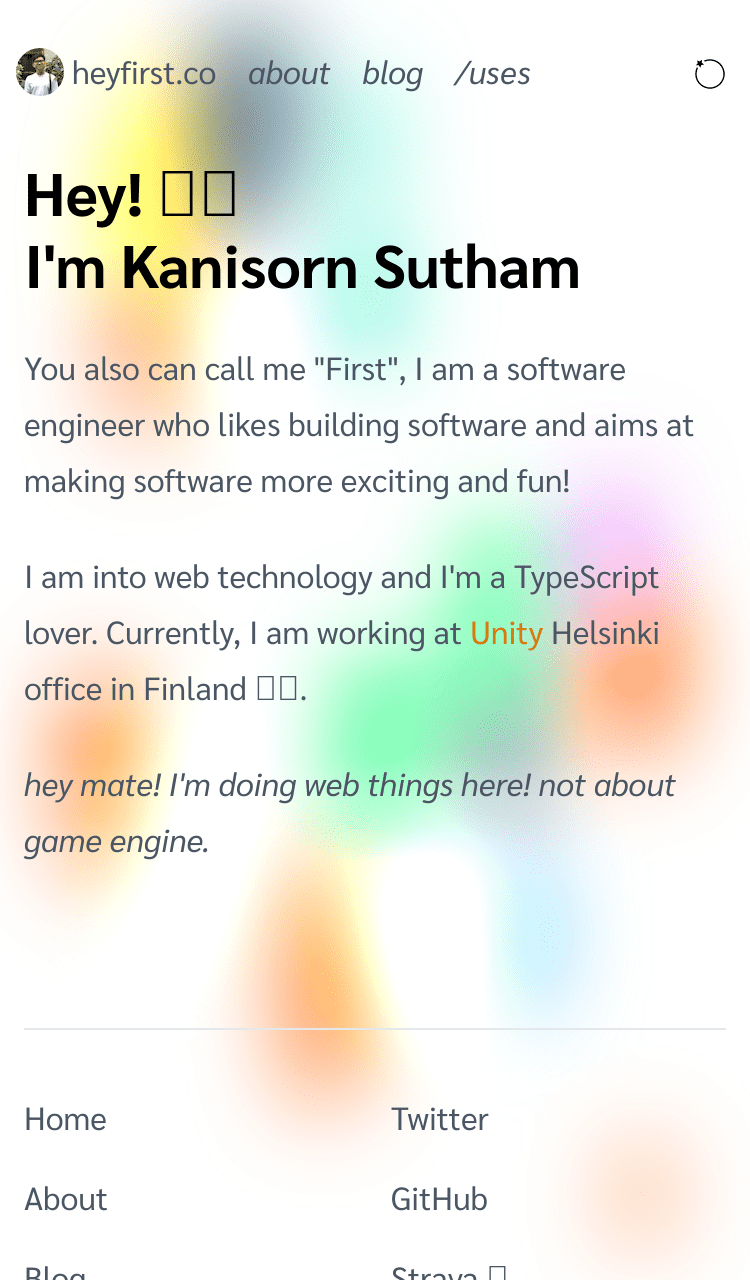 heyfirst.co about blog /uses
Hey!
I'm Kanisorn Sutham
You also can call me "First", I am a software
engineer who likes building software and aims at
making software more exciting and fun!
I am into web technology and I'm a TypeScript
lover. Currently, I am working at Unity Helsinki
office in Finland .
hey mate! I'm doing web things here! not about
game engine.
Home
Twitter
About
GitHub
Blog
Strava